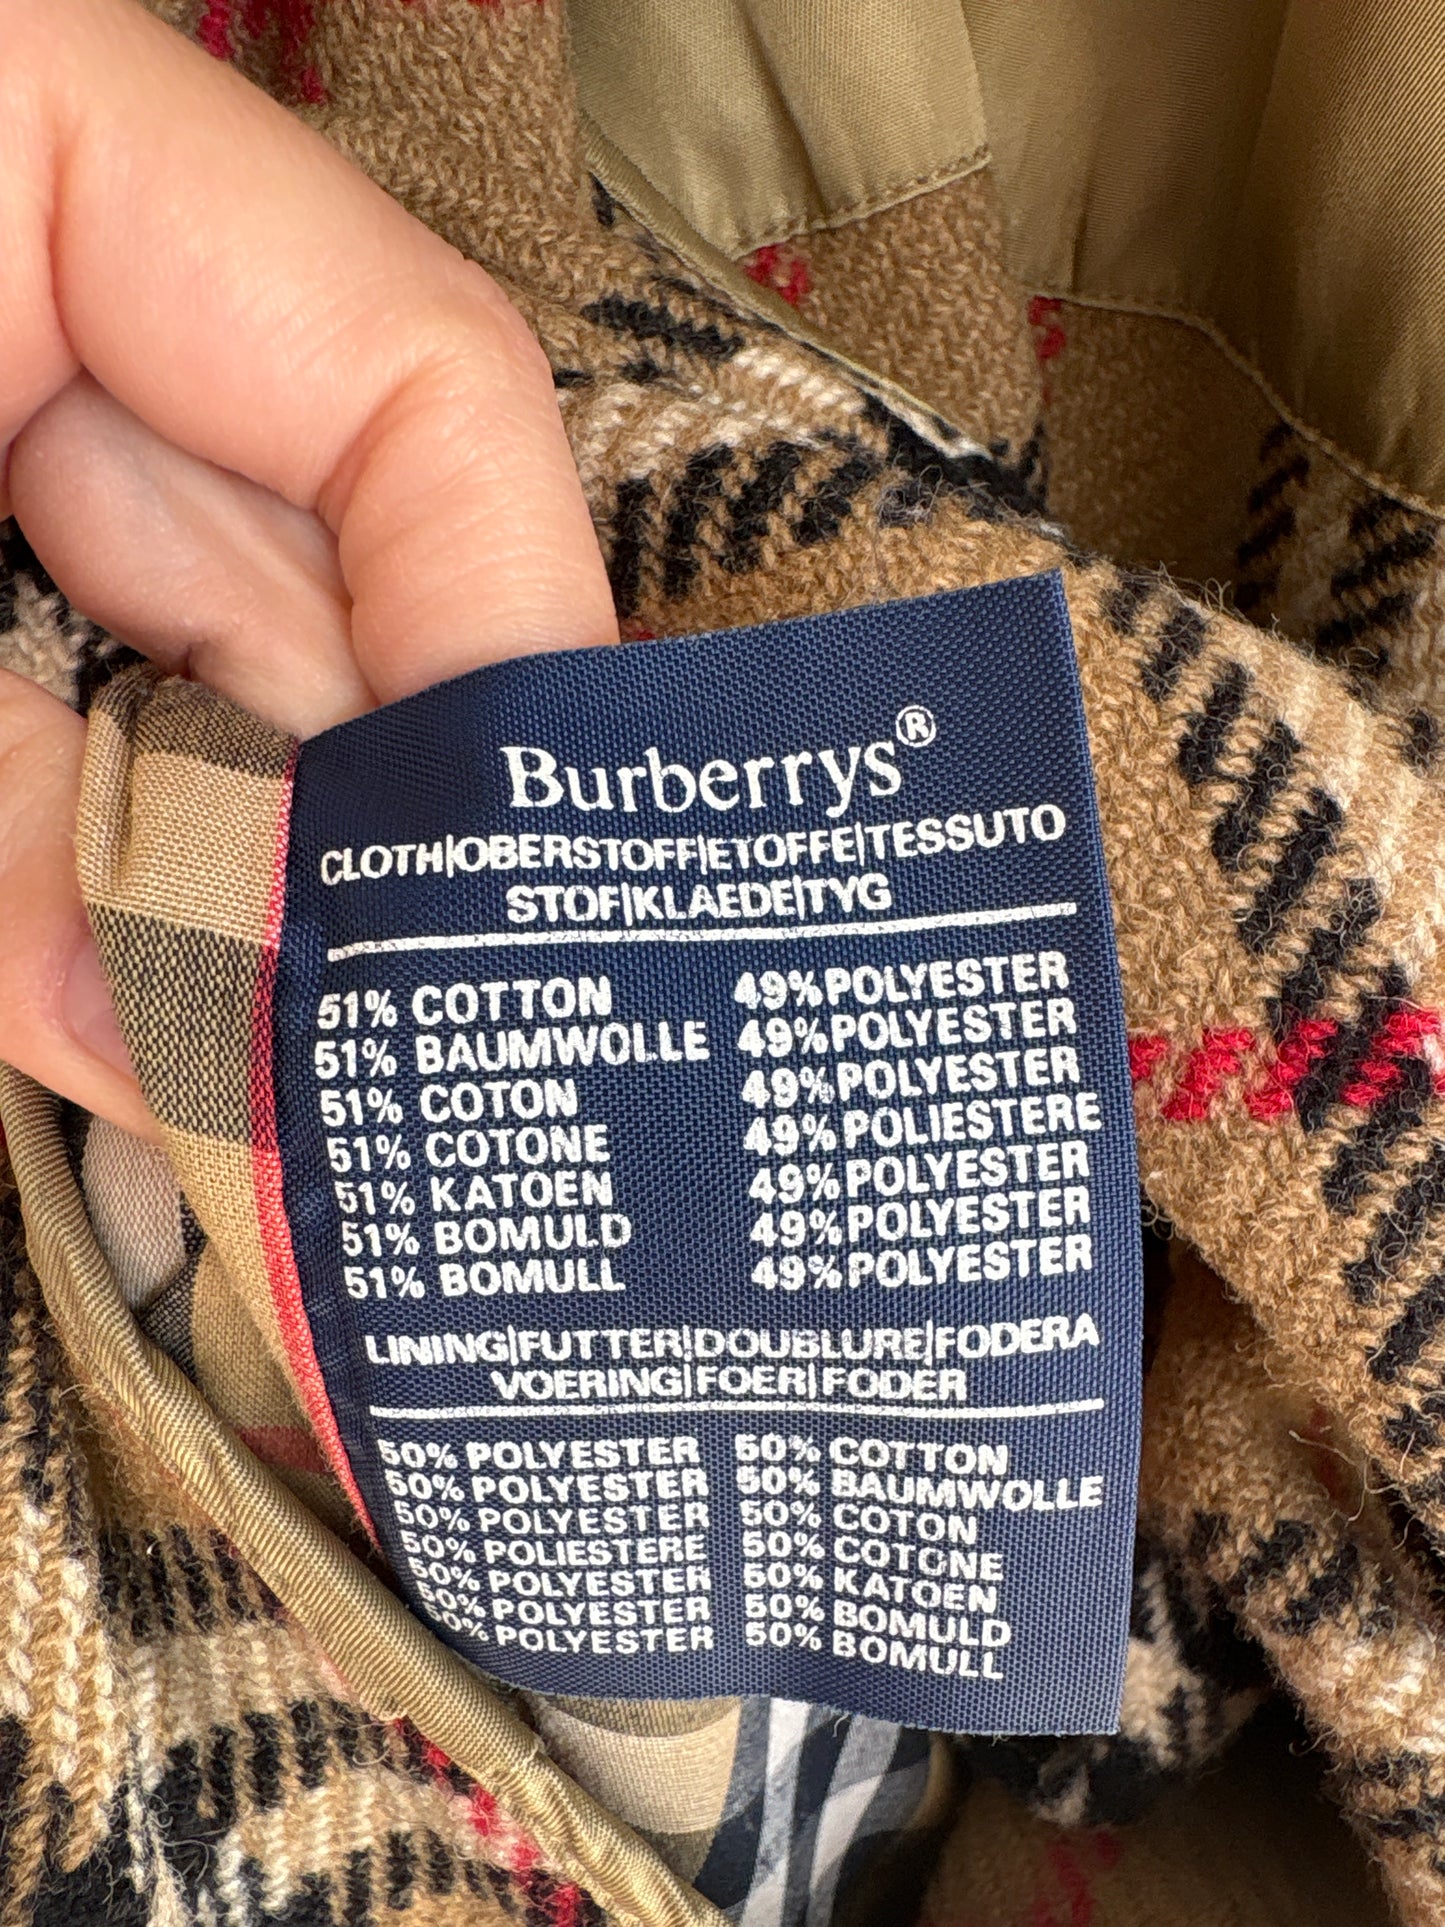 Burberrys®
CLOTH|OBERSTOFF|ETOFFE|TESSUTO
STOF|KLAEDE|TYG
51% COTTON 49% POLYESTER
51% BAUMWOLLE 49% POLYESTER
51% COTON 49% POLYESTER
51% COTONE 49% POLIESTERE
51% KATOEN 49% POLYESTER
51% BOMULD 49% POLYESTER
51% BOMULL 49% POLYESTER
LINING|FUTTER|DOUBLURE|FODERA
VOERING|FOER|FODER
50% POLYESTER 50% COTTON
50% POLYESTER 50% BAUMWOLLE
50% POLYESTER 50% COTON
50% POLIESTERE 50% COTONE
50% POLYESTER 50% KATOEN
50% POLYESTER 50% BOMULD
50% POLYESTER 50% BOMULL